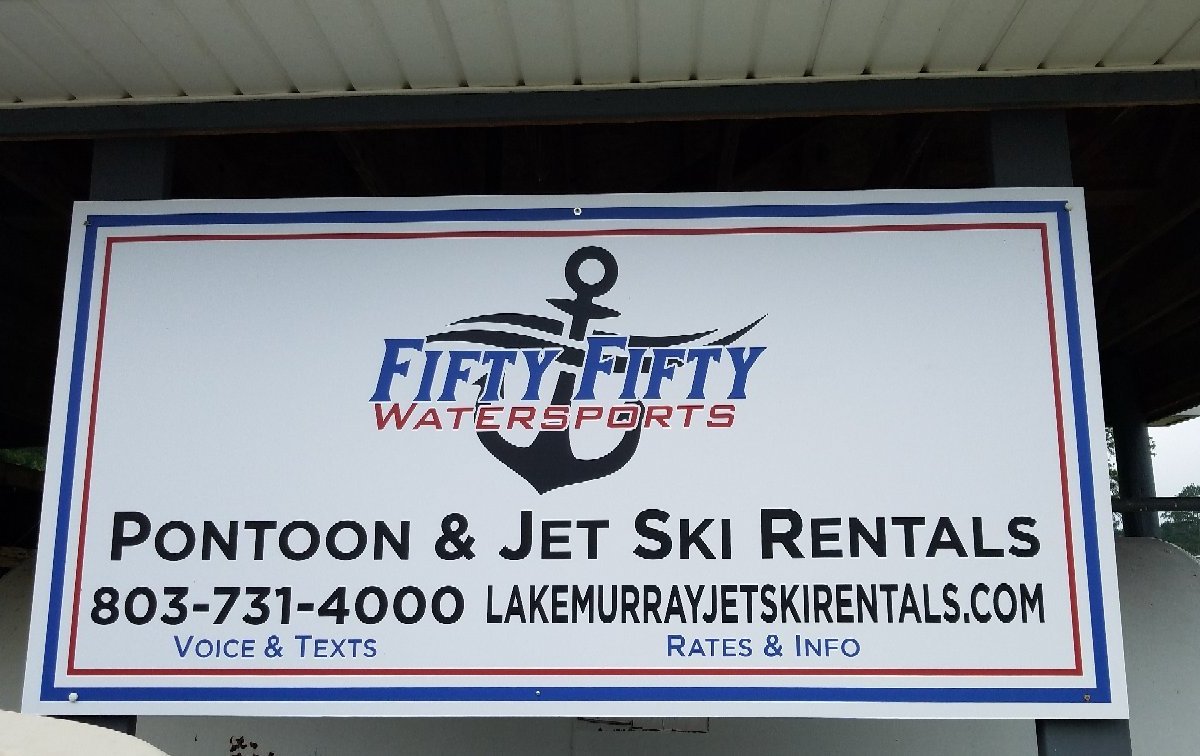 Fifty Fifty
Watersports
Pontoon & Jet Ski Rentals
803-731-4000 LAKEMURRAYJETSKIRENTALS.COM
Voice & Texts Rates & Info